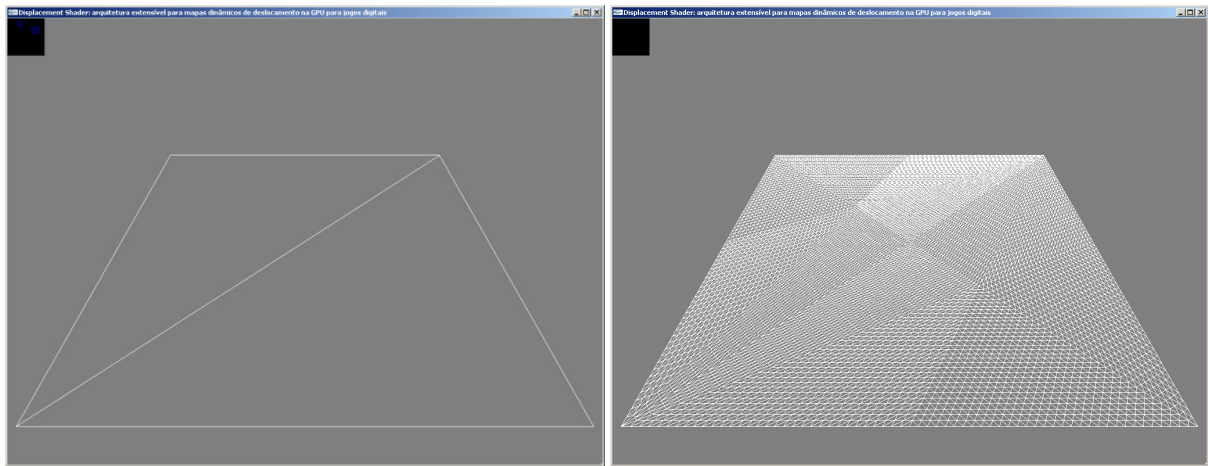 Displacement Shader: arquitetura extensível para mapas dinâmicos de deslocamento na GPU para jogos digitais
Displacement Shader: arquitetura extensível para mapas dinâmicos de deslocamento na GPU para jogos digitais